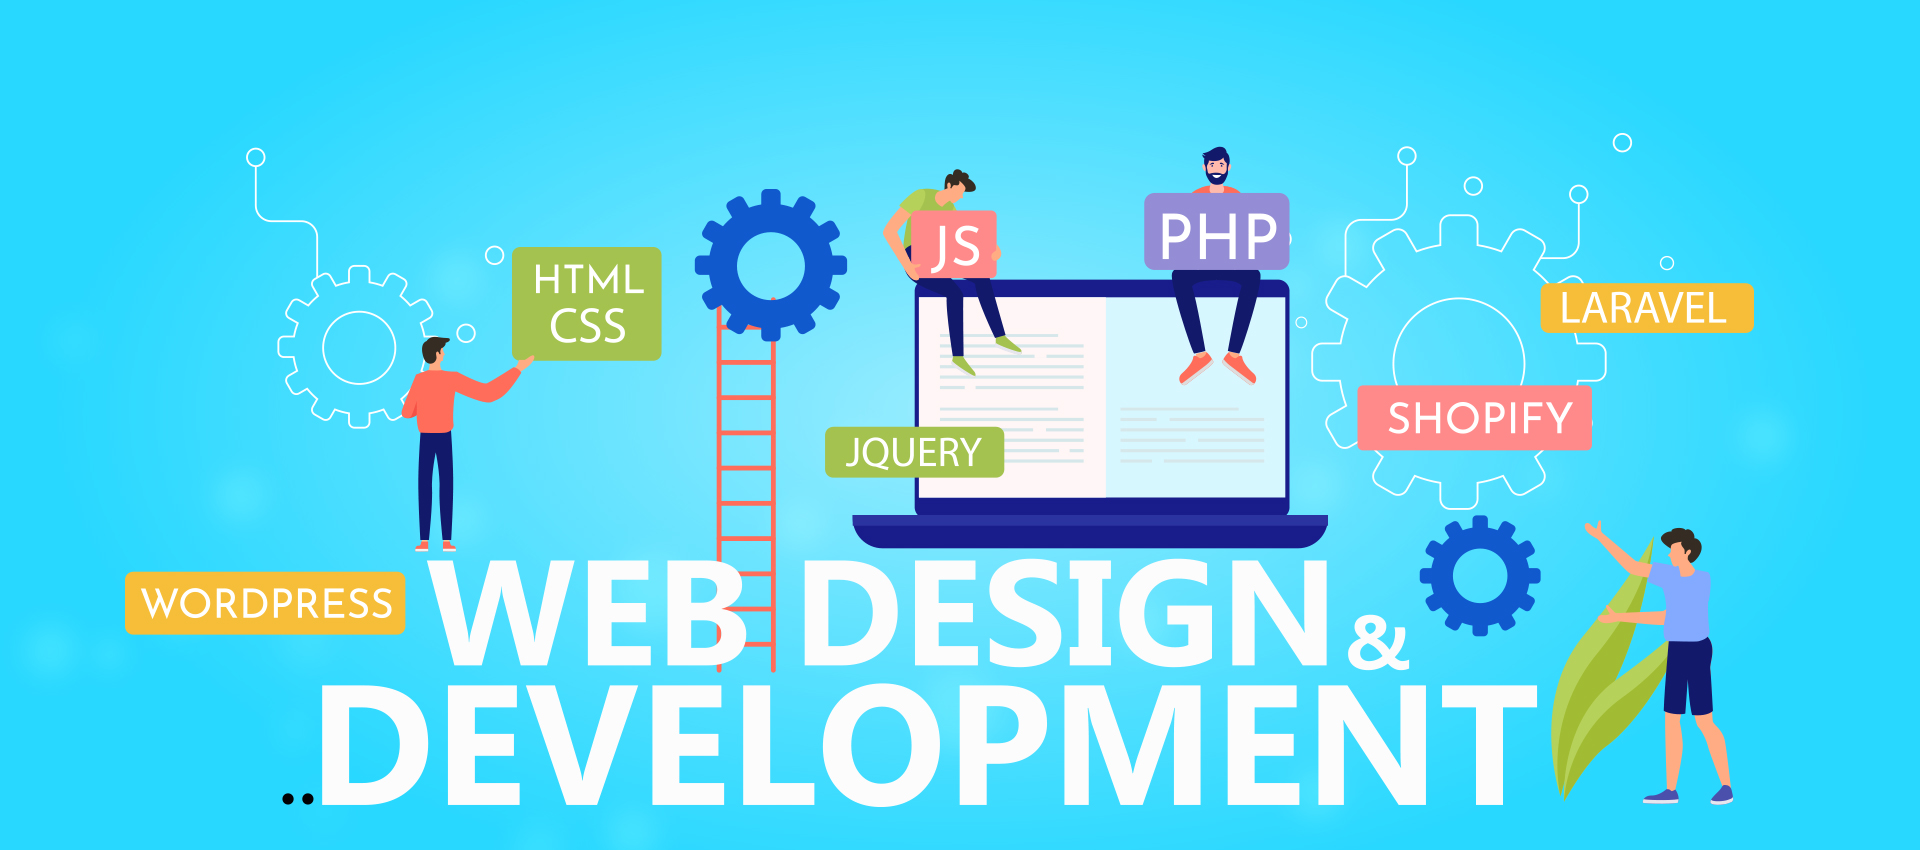 HTML
CSS
JS
PHP
LARAVEL
SHOPIFY
JQUERY
WORDPRESS
WEB DESIGN &
..DEVELOPMENT